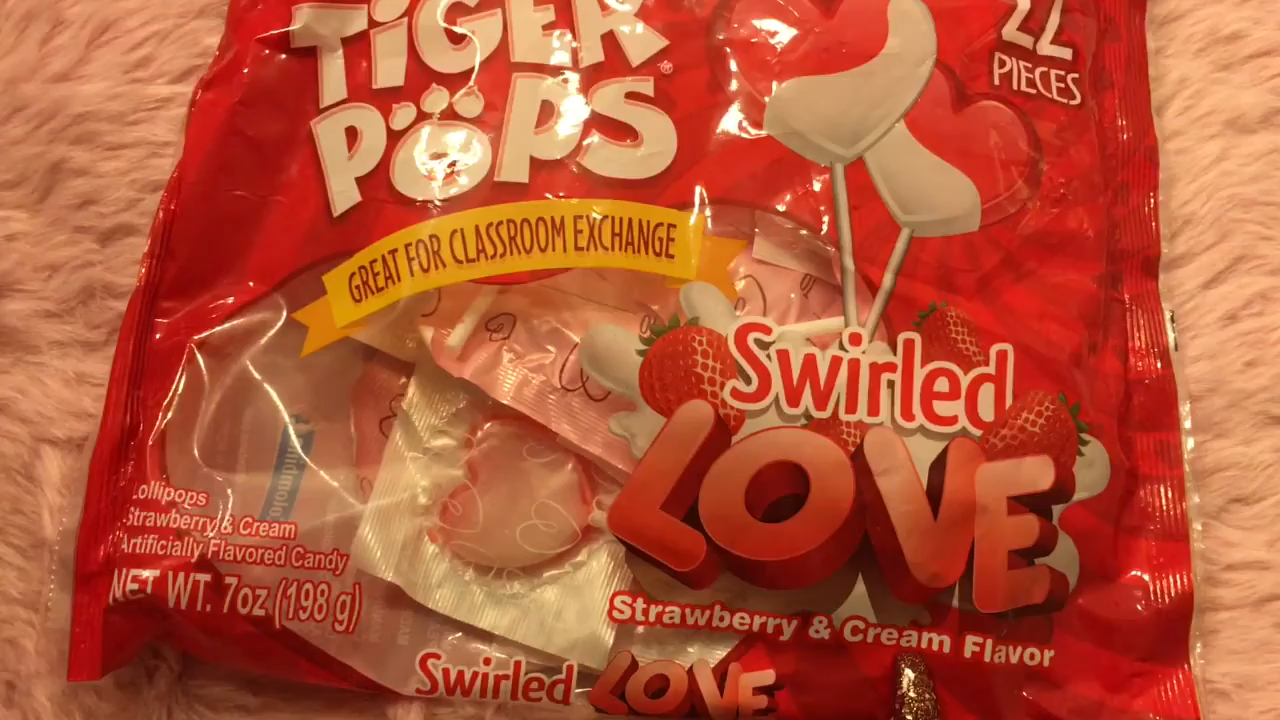 TiGER
PÖPS®
22
PIECES
GREAT FOR CLASSROOM EXCHANGE
Swirled
LOVE
Strawberry & Cream Flavor
Lollipops
Strawberry & Cream
Artificially Flavored Candy
NET WT. 7oz (198 g)
Swirled LOVE